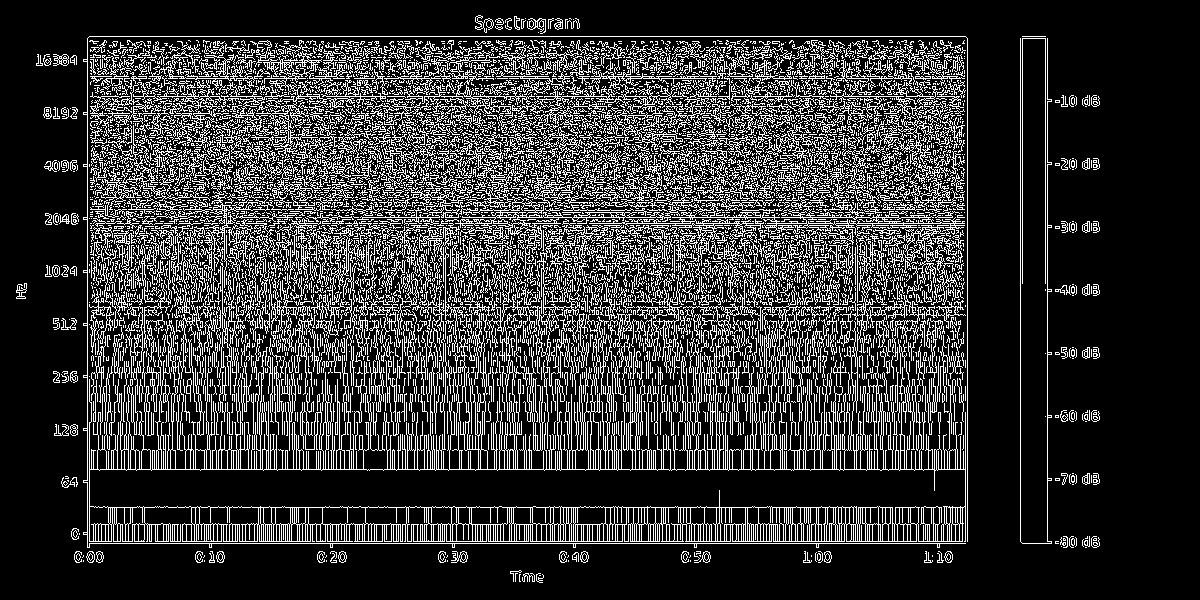 Spectrogram
16384
8192
4096
2048
1024
512
256
128
64
0
Hz
0:00 0:10 0:20 0:30 0:40 0:50 1:00 1:10
Time
-10 dB
-20 dB
-30 dB
-40 dB
-50 dB
-60 dB
-70 dB
-80 dB